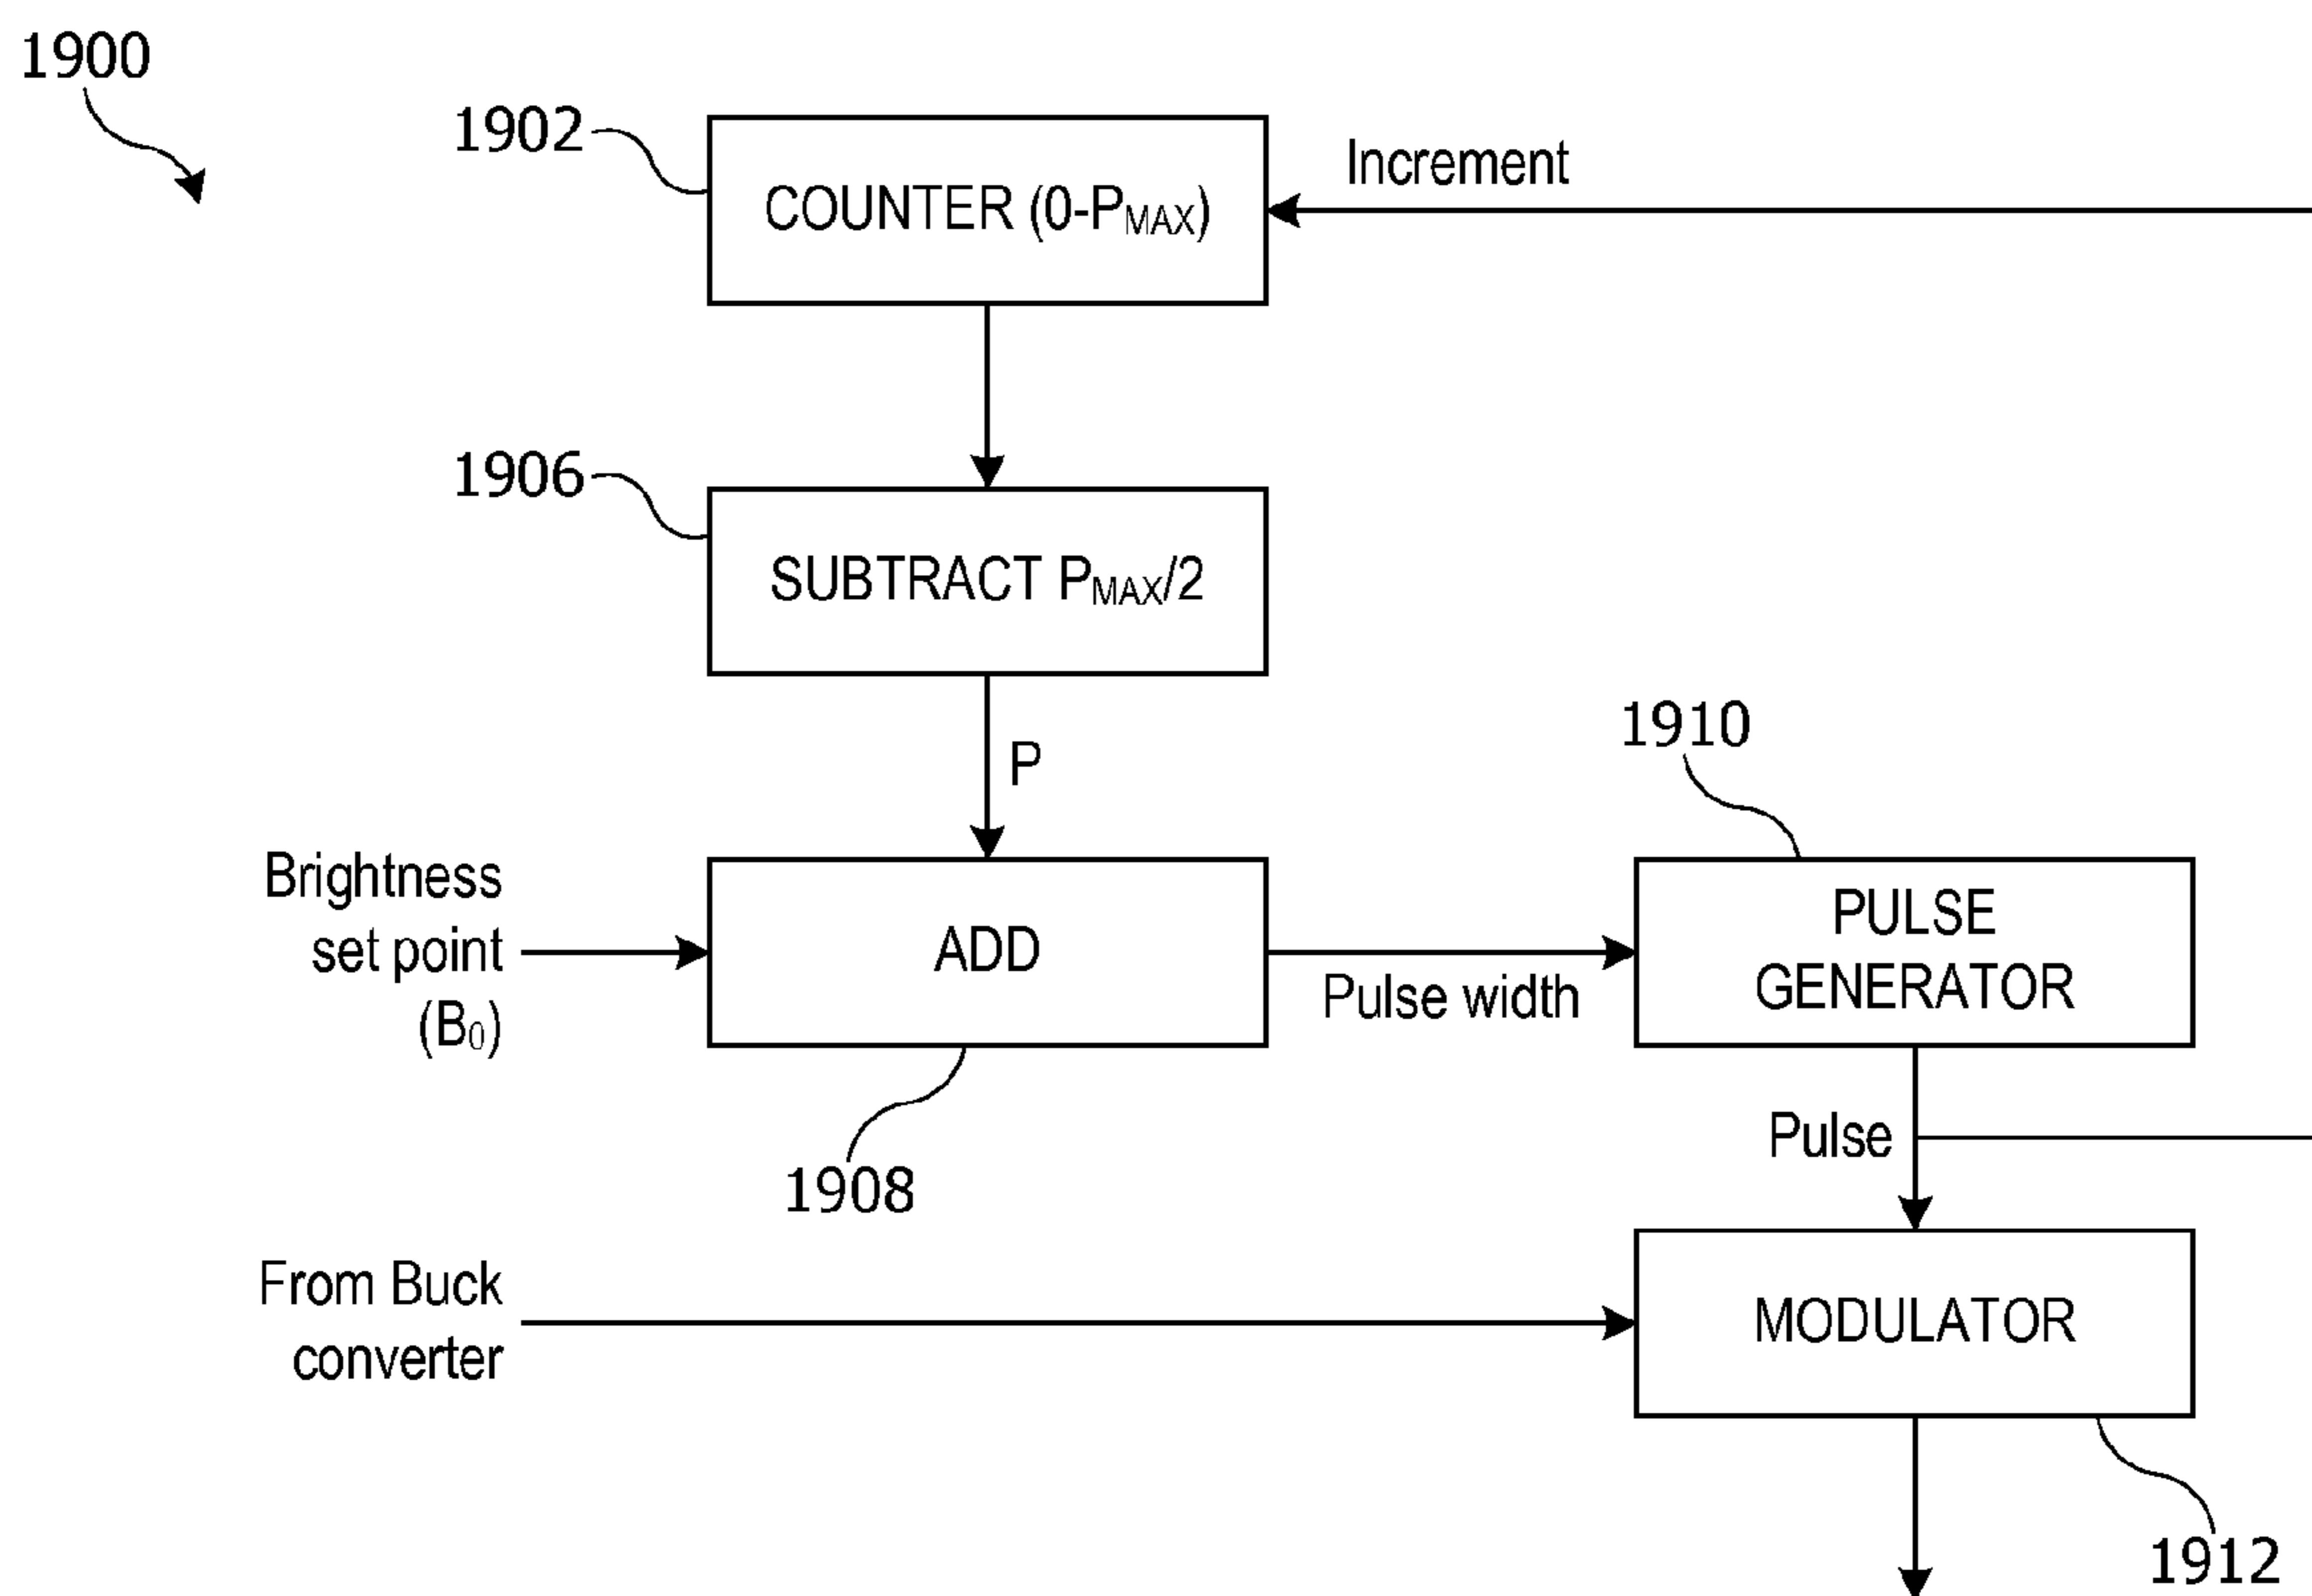 1900
1902
COUNTER (0-PMAX)
Increment
1906
SUBTRACT PMAX/2
P
1910
Brightness
set point
(B0)
ADD
Pulse width
PULSE
GENERATOR
1908
Pulse
From Buck
converter
MODULATOR
1912